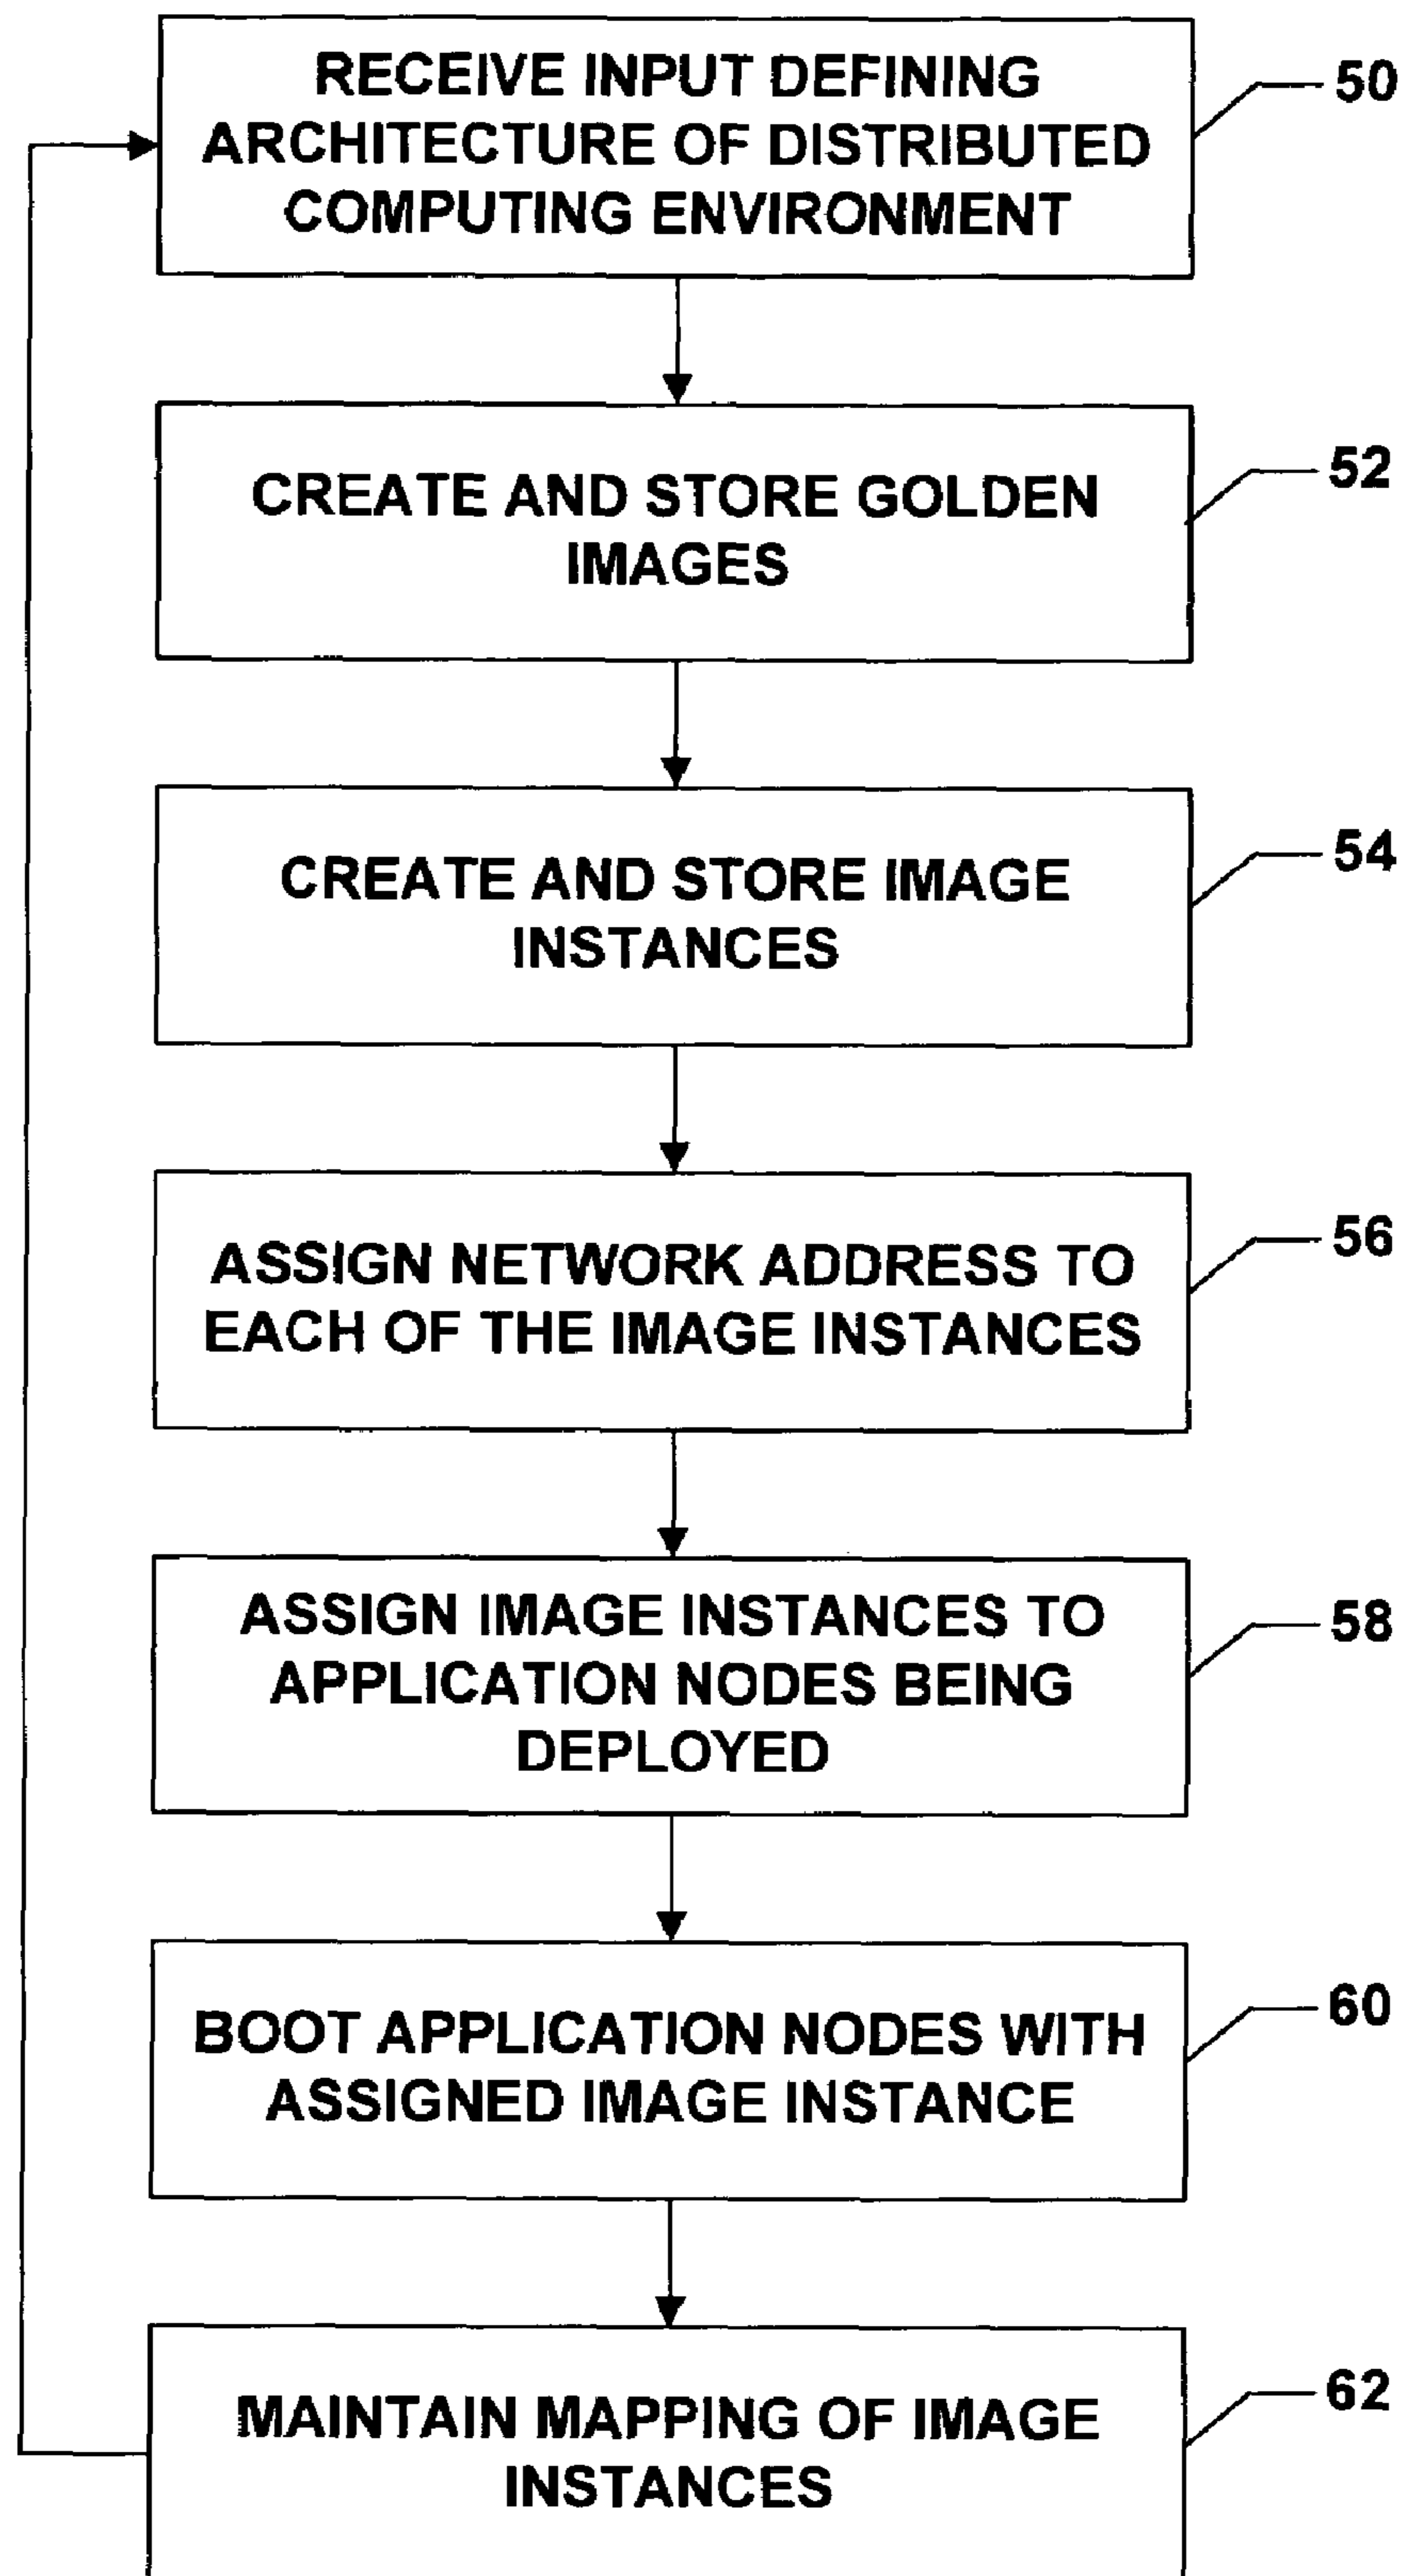 RECEIVE INPUT DEFINING
ARCHITECTURE OF DISTRIBUTED
COMPUTING ENVIRONMENT
50
CREATE AND STORE GOLDEN
IMAGES
52
CREATE AND STORE IMAGE
INSTANCES
54
ASSIGN NETWORK ADDRESS TO
EACH OF THE IMAGE INSTANCES
56
ASSIGN IMAGE INSTANCES TO
APPLICATION NODES BEING
DEPLOYED
58
BOOT APPLICATION NODES WITH
ASSIGNED IMAGE INSTANCE
60
MAINTAIN MAPPING OF IMAGE
INSTANCES
62